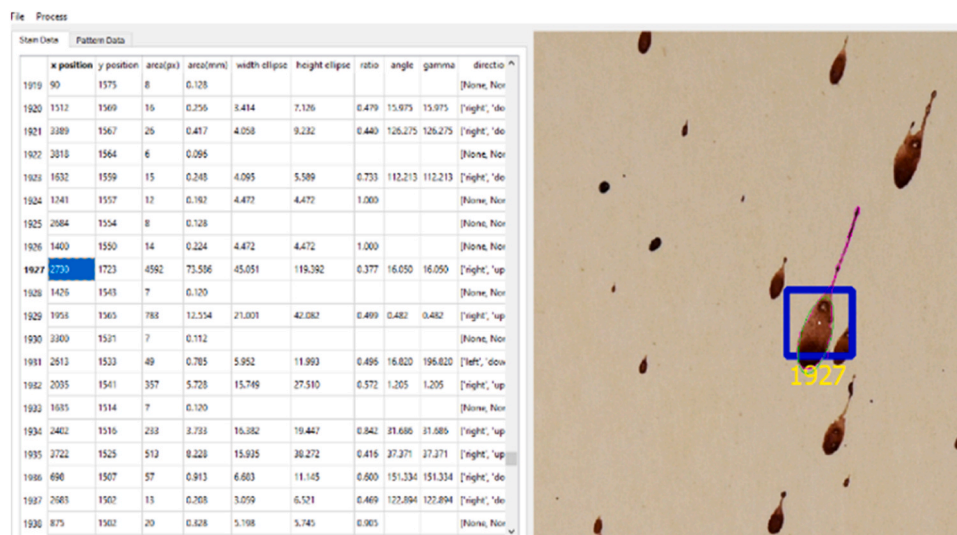 File Process
Stain Data Pattern Data
x position y position area(px) area(mm) width ellipse height ellipse ratio angle gamma directio
1919 90 1575 8 0.128 [None, Nor
1920 1512 1569 16 0.256 3.414 7.126 0.479 15.975 15.975 ['right', 'do
1921 3389 1567 26 0.417 4.058 9.232 0.440 126.275 126.275 ['right', 'do
1922 3818 1564 6 0.096 [None, Nor
1923 1632 1559 15 0.248 4.095 5.589 0.733 112.213 112.213 ['right', 'do
1924 1241 1557 12 0.192 4.472 4.472 1.000 [None, Nor
1925 2684 1554 8 0.128 [None, Nor
1926 1400 1550 14 0.224 4.472 4.472 1.000 [None, Nor
1927 2730 1723 4592 73.586 45.051 119.392 0.377 16.050 16.050 ['right', 'up
1928 1426 1543 7 0.120 [None, Nor
1929 1953 1565 783 12.554 21.001 42.082 0.499 0.482 0.482 ['right', 'up
1930 3300 1531 7 0.112 [None, Nor
1931 2613 1533 49 0.785 5.952 11.993 0.496 16.820 196.820 ['left', 'dow
1932 2035 1541 357 5.728 15.749 27.510 0.572 1.205 1.205 ['right', 'up
1933 1635 1514 7 0.120 [None, Nor
1934 2402 1516 233 3.733 16.382 19.447 0.842 31.686 31.686 ['right', 'up
1935 3722 1525 513 8.228 15.935 38.272 0.416 37.371 37.371 ['right', 'up
1936 690 1507 57 0.913 6.683 11.145 0.600 151.334 151.334 ['right', 'do
1937 2683 1502 13 0.208 3.059 6.521 0.469 122.894 122.894 ['right', 'do
1938 875 1502 20 0.328 5.198 5.745 0.905 [None, Nor
1927